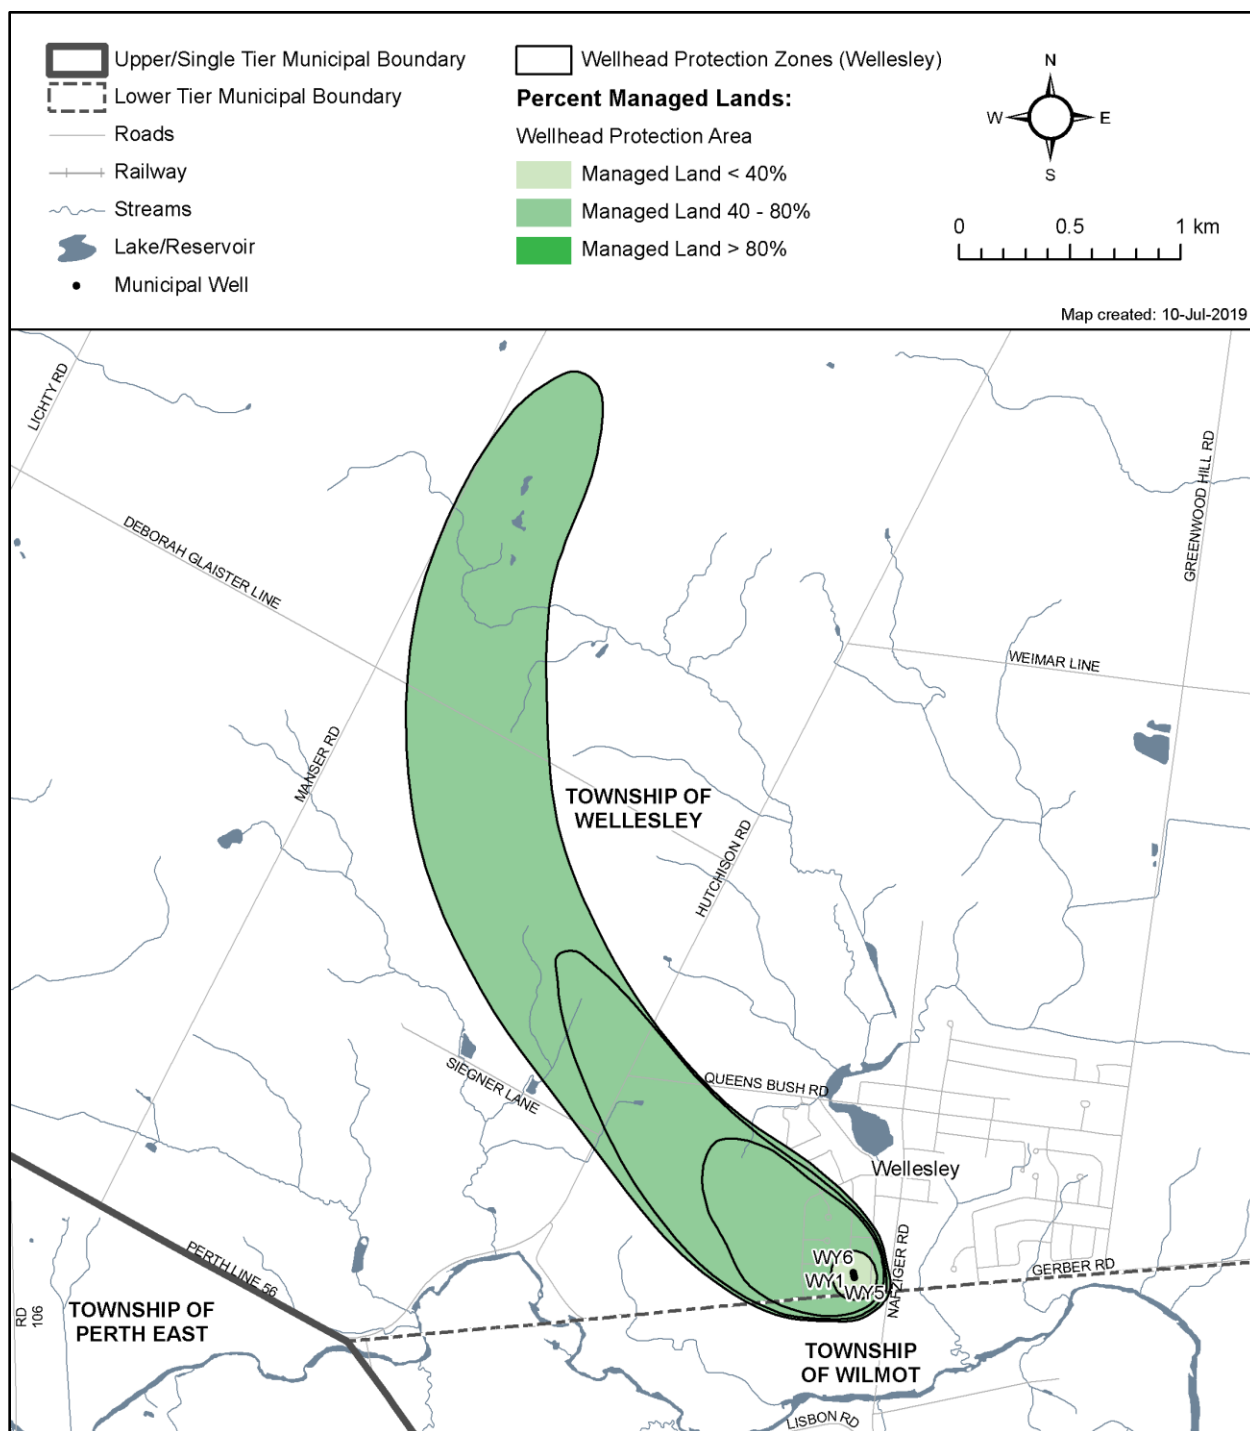 Upper/Single Tier Municipal Boundary
Lower Tier Municipal Boundary
Roads
Railway
Streams
Lake/Reservoir
Municipal Well
Wellhead Protection Zones (Wellesley)
Percent Managed Lands:
Wellhead Protection Area
Managed Land < 40%
Managed Land 40 - 80%
Managed Land > 80%
N
W
E
S
0
0.5
1 km
Map created: 10-Jul-2019
LICHTY RD
DEBORAH GLAISTER LINE
GREENWOOD HILL RD
WEIMAR LINE
MANSER RD
TOWNSHIP OF
WELLESLEY
HUTCHISON RD
SIEGNER LANE
QUEENS BUSH RD
Wellesley
WY6
WY1
WY5
NAFZIGER RD
GERBER RD
PERTH LINE 56
RD
106
TOWNSHIP OF
PERTH EAST
TOWNSHIP
OF WILMOT
LISBON RD